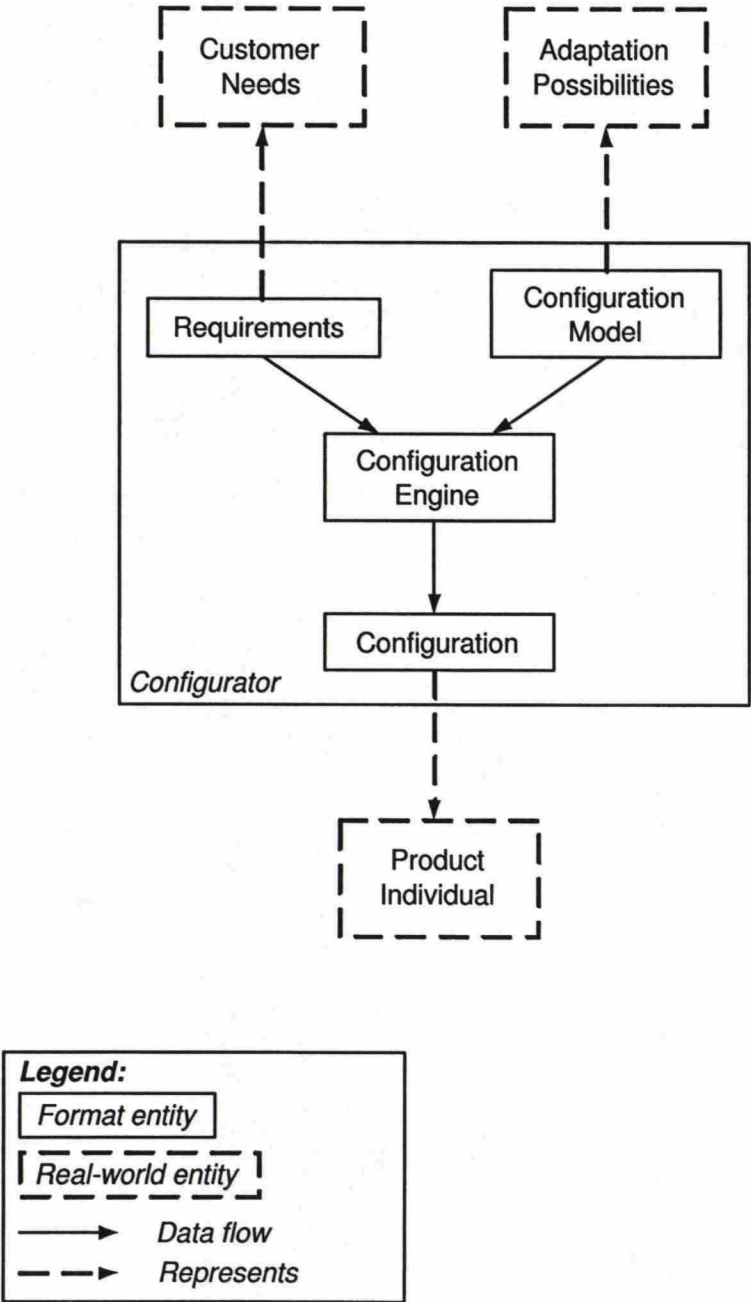 Customer
Needs
Adaptation
Possibilities
Requirements
Configuration
Model
Configuration
Engine
Configuration
Configurator
Product
Individual
Legend:
Format entity
Real-world entity
Data flow
Represents